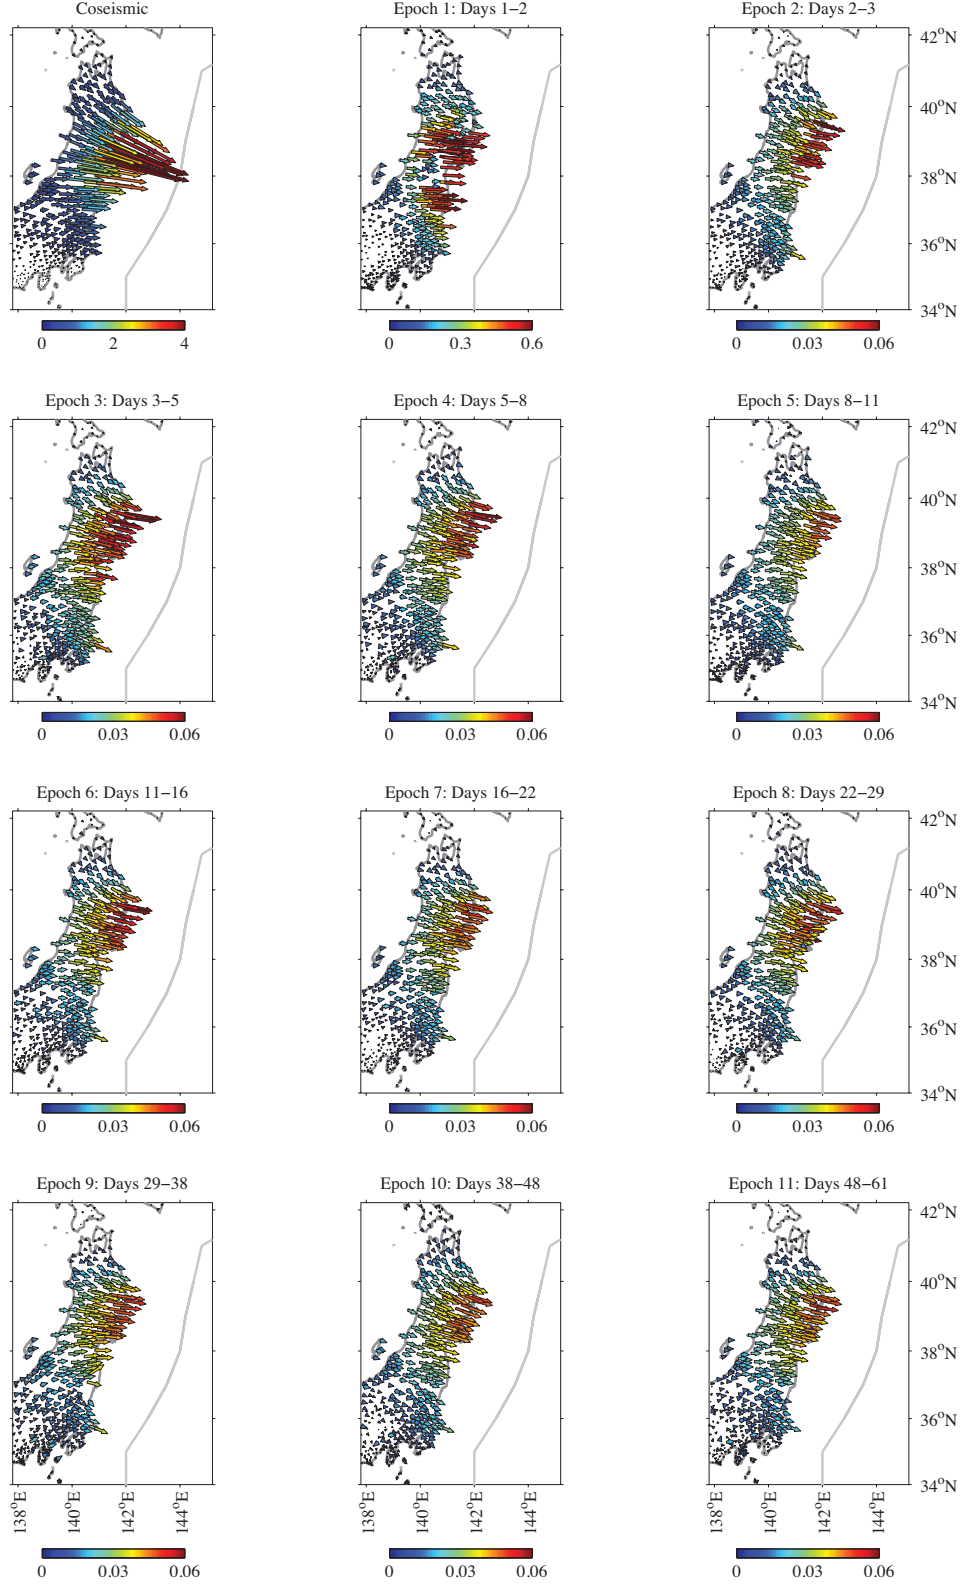 Coseismic
Epoch 1: Days 1−2
Epoch 2: Days 2−3
42°N
40°N
38°N
36°N
34°N
0 2 4
0 0.3 0.6
0 0.03 0.06
Epoch 3: Days 3−5
Epoch 4: Days 5−8
Epoch 5: Days 8−11
42°N
40°N
38°N
36°N
34°N
0 0.03 0.06
0 0.03 0.06
0 0.03 0.06
Epoch 6: Days 11−16
Epoch 7: Days 16−22
Epoch 8: Days 22−29
42°N
40°N
38°N
36°N
34°N
0 0.03 0.06
0 0.03 0.06
0 0.03 0.06
Epoch 9: Days 29−38
Epoch 10: Days 38−48
Epoch 11: Days 48−61
42°N
40°N
38°N
36°N
34°N
138°E 140°E 142°E 144°E
138°E 140°E 142°E 144°E
138°E 140°E 142°E 144°E
0 0.03 0.06
0 0.03 0.06
0 0.03 0.06